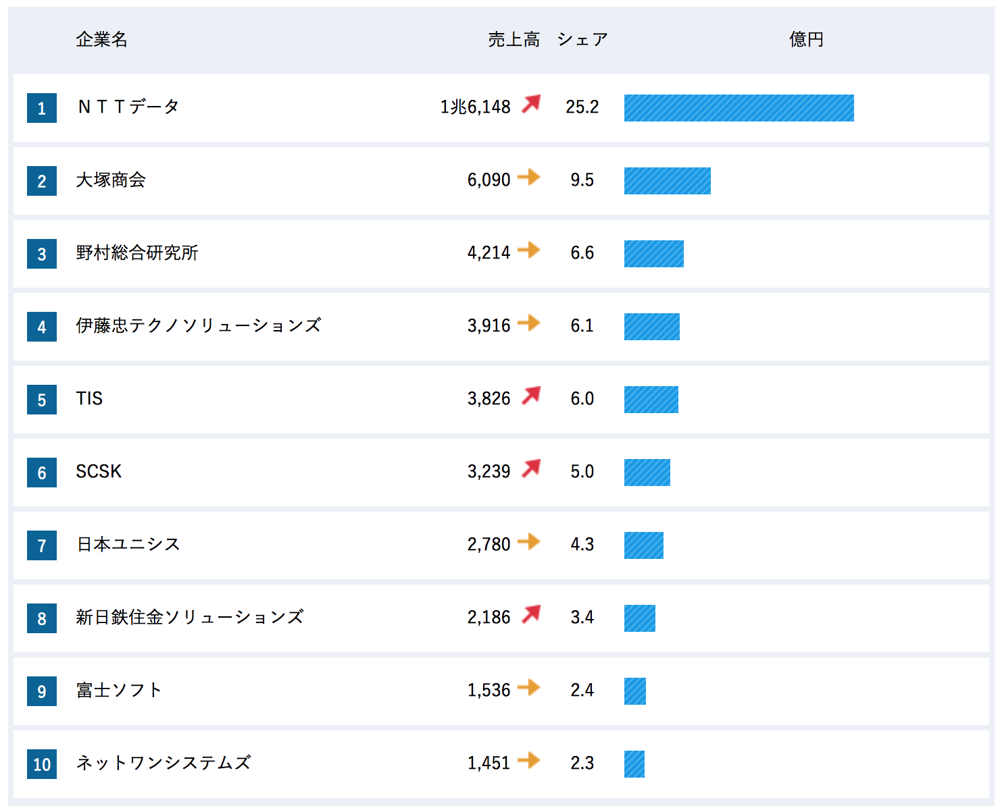 企業名 売上高 シェア 億円
1 ＮＴＴデータ 1兆6,148 25.2
2 大塚商会 6,090 9.5
3 野村総合研究所 4,214 6.6
4 伊藤忠テクノソリューションズ 3,916 6.1
5 TIS 3,826 6.0
6 SCSK 3,239 5.0
7 日本ユニシス 2,780 4.3
8 新日鉄住金ソリューションズ 2,186 3.4
9 富士ソフト 1,536 2.4
10 ネットワンシステムズ 1,451 2.3